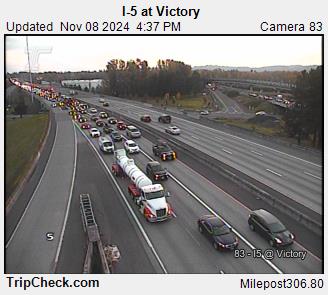 I-5 at Victory
Updated Nov 08 2024 4:37 PM Camera 83
S
83 - I5 @ Victory
TripCheck.com Milepost306.80